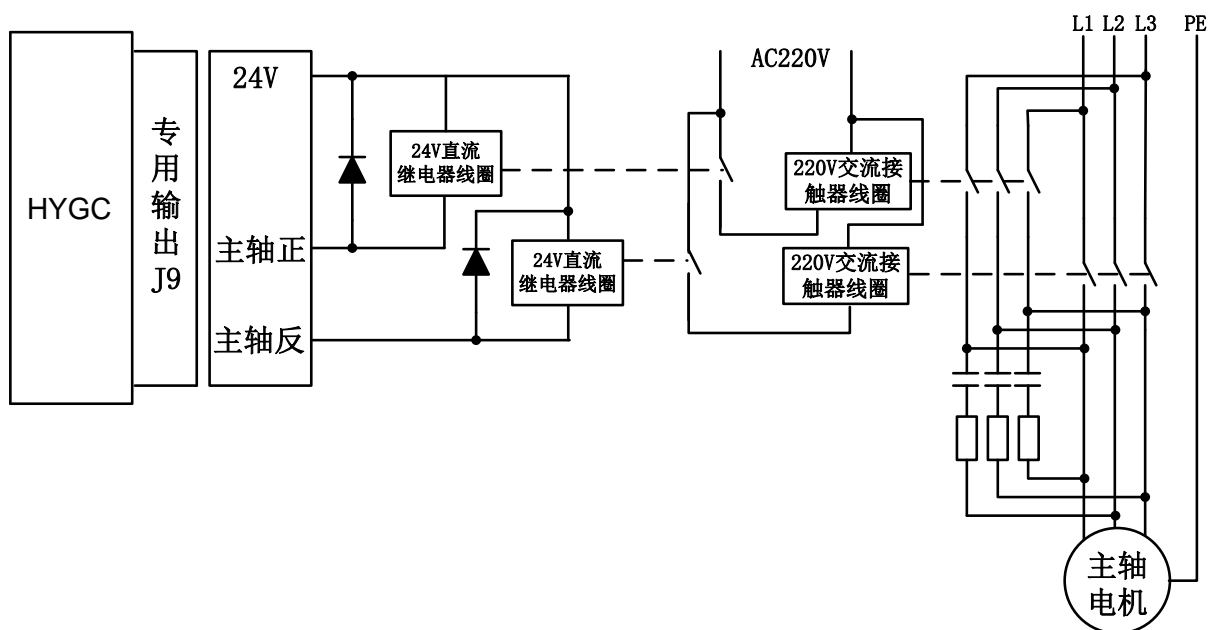 HYGC
专用输出J9
24V
主轴正
主轴反
24V直流
继电器线圈
24V直流
继电器线圈
AC220V
220V交流接
触器线圈
220V交流接
触器线圈
L1 L2 L3 PE
主轴
电机